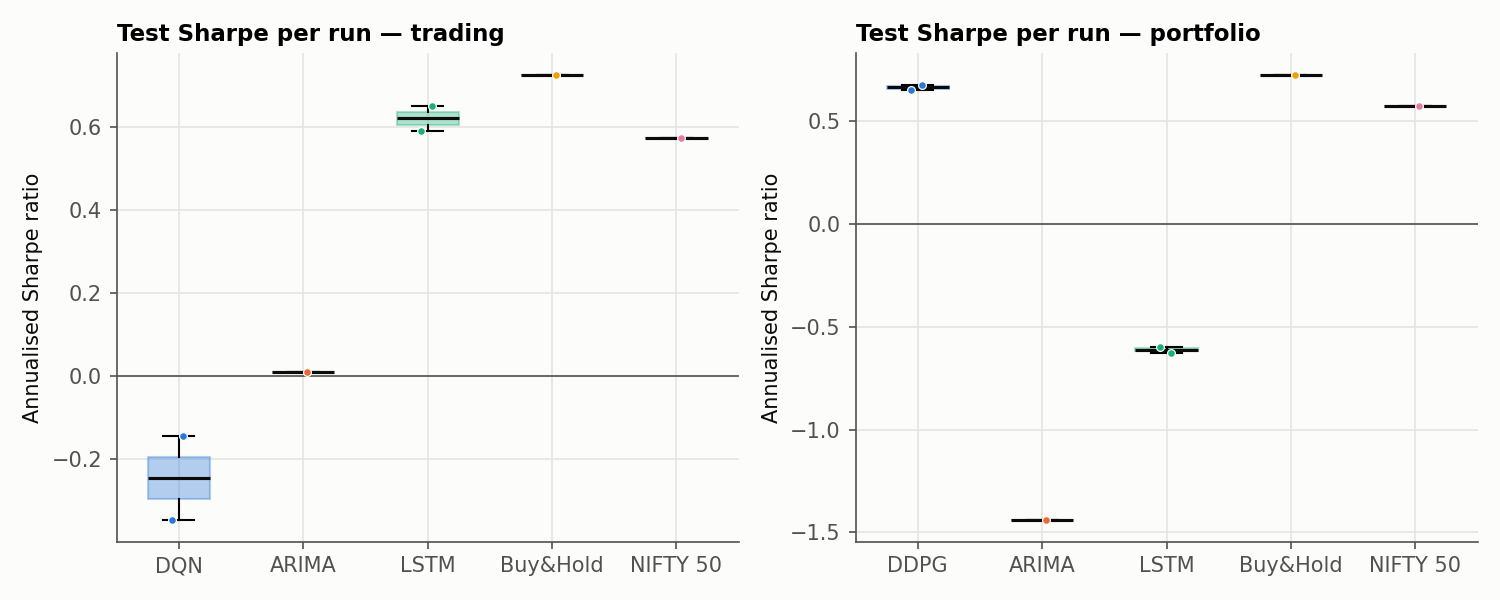 Test Sharpe per run — trading
Annualised Sharpe ratio
0.6
0.4
0.2
0.0
−0.2
DQN ARIMA LSTM Buy&Hold NIFTY 50
Test Sharpe per run — portfolio
Annualised Sharpe ratio
0.5
0.0
−0.5
−1.0
−1.5
DDPG ARIMA LSTM Buy&Hold NIFTY 50